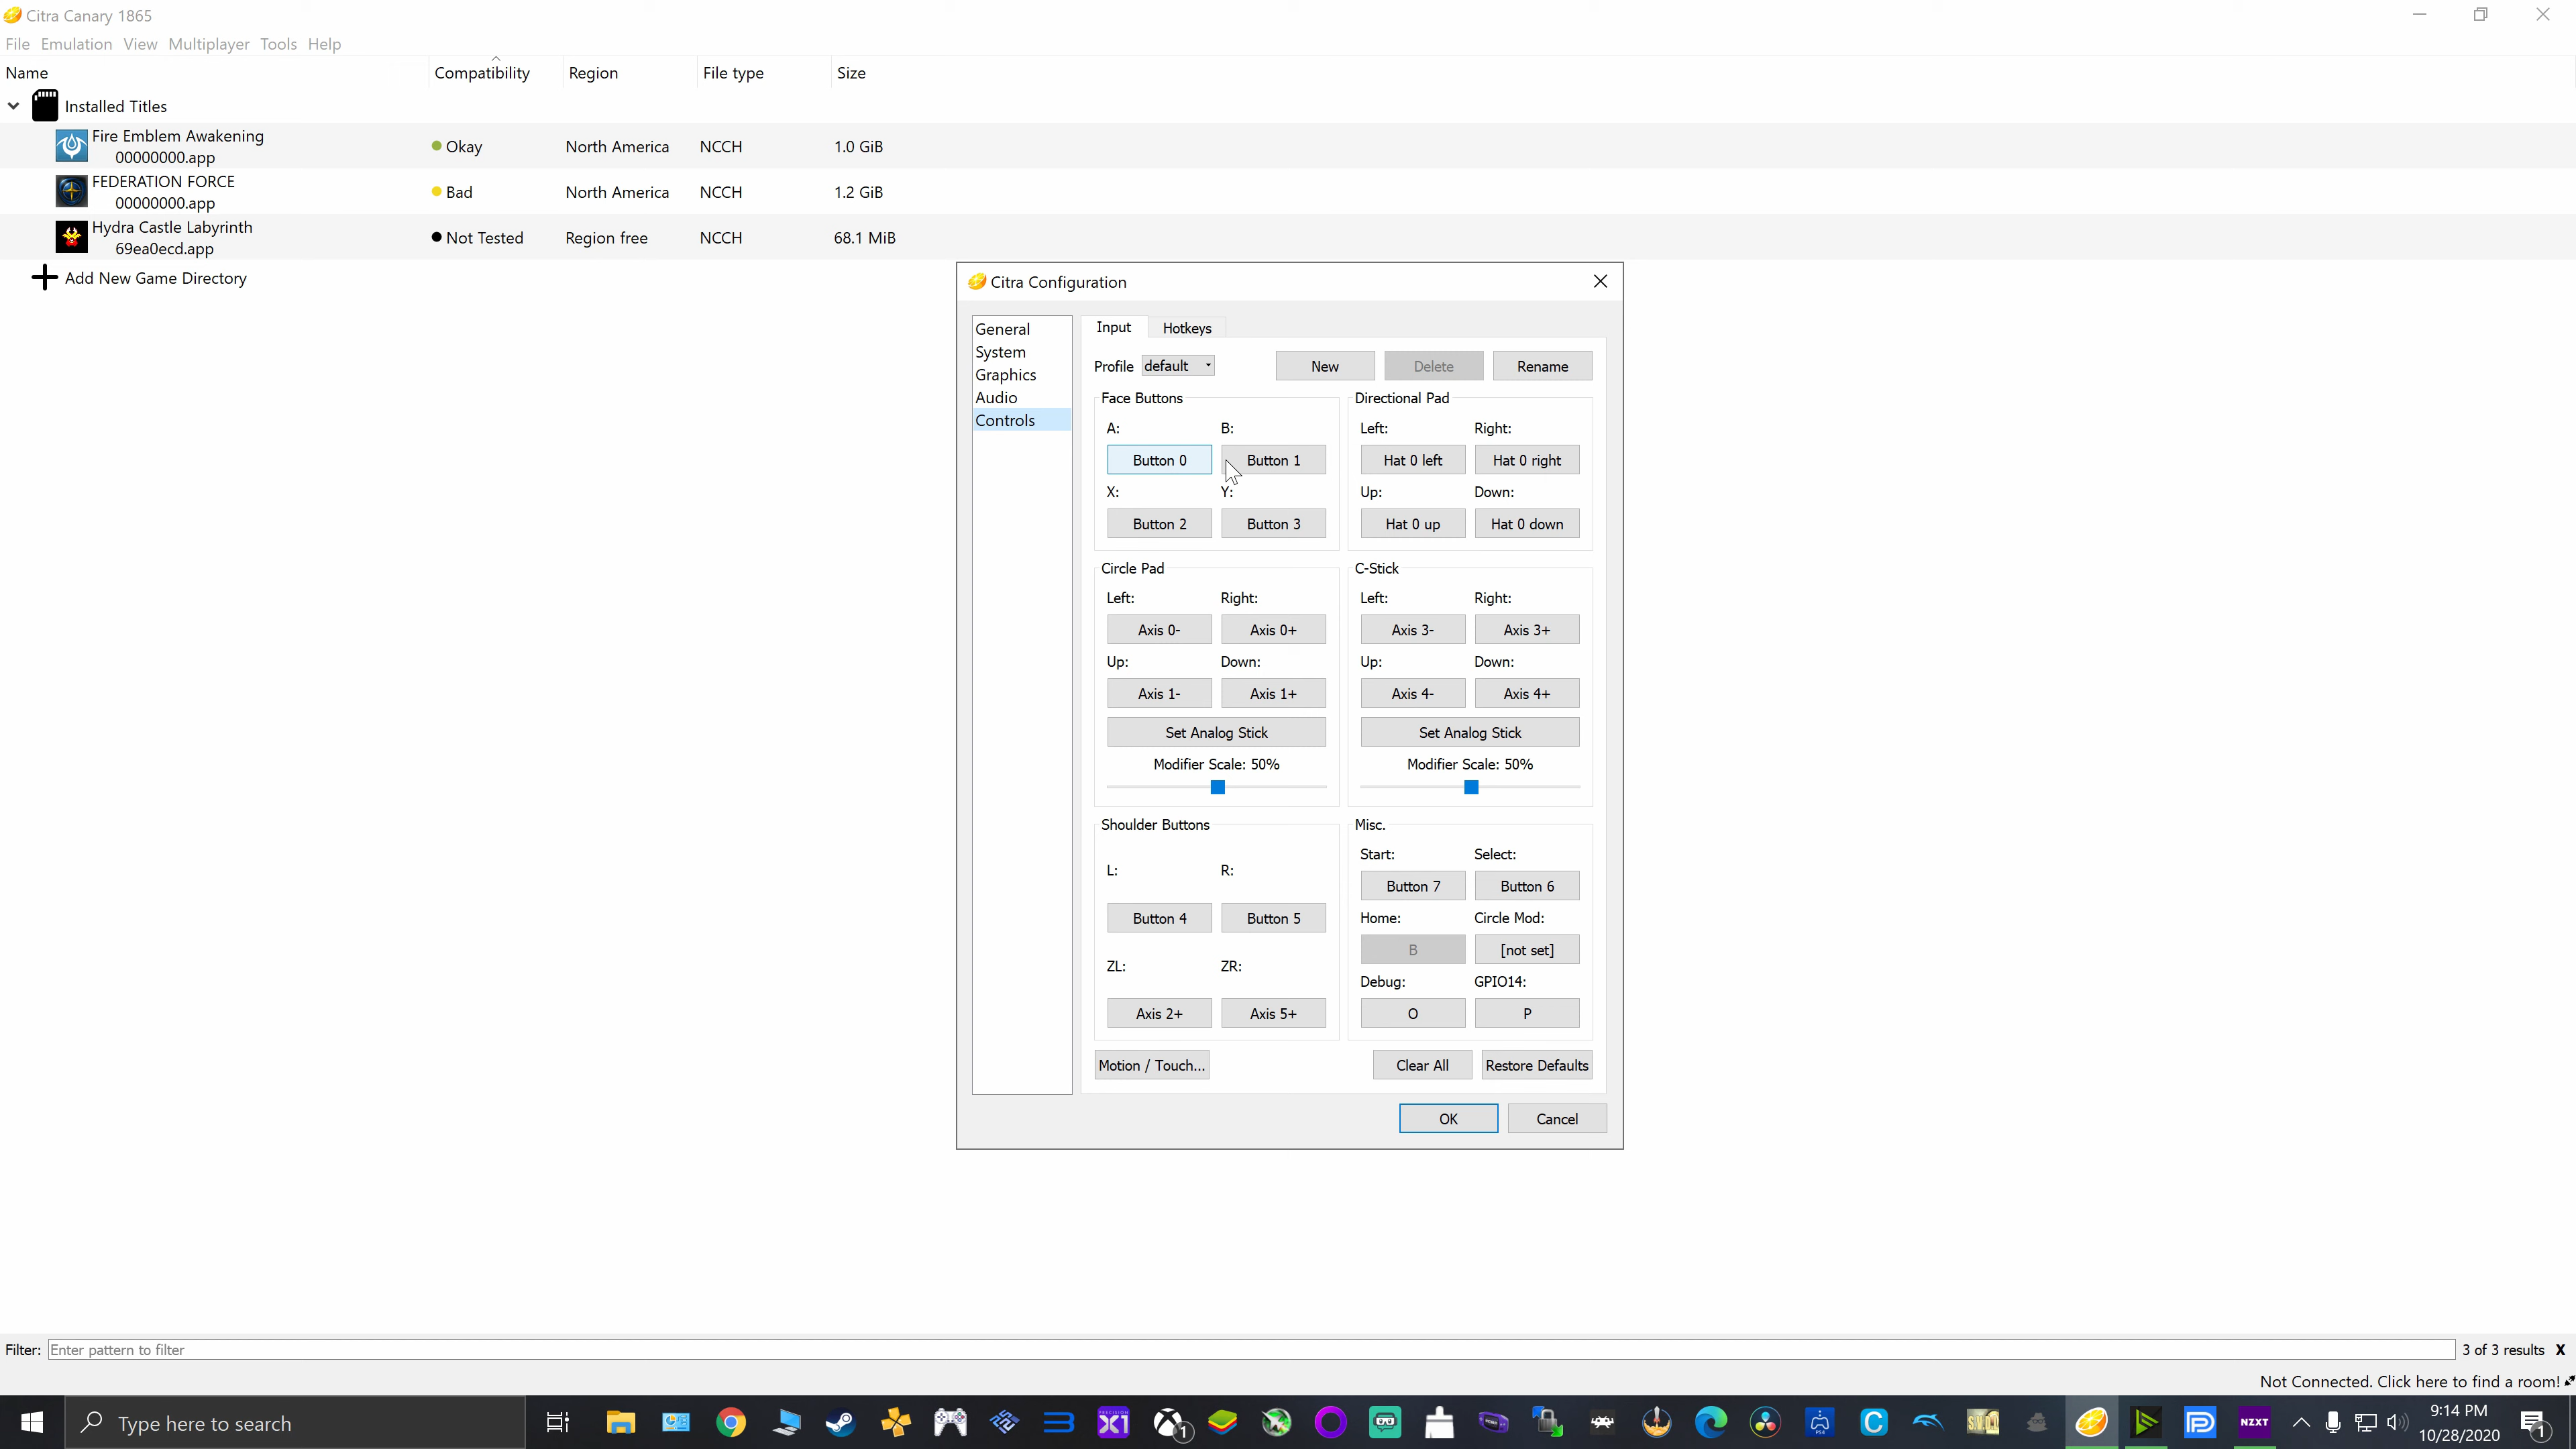 Citra Canary 1865
File Emulation View Multiplayer Tools Help
Name Compatibility Region File type Size
Installed Titles
Fire Emblem Awakening
00000000.app
Okay North America NCCH 1.0 GiB
FEDERATION FORCE
00000000.app
Bad North America NCCH 1.2 GiB
Hydra Castle Labyrinth
69ea0ecd.app
Not Tested Region free NCCH 68.1 MiB
Add New Game Directory
Citra Configuration
General
System
Graphics
Audio
Controls
Input Hotkeys
Profile default New Delete Rename
Face Buttons
A: B:
Button 0 Button 1
X: Y:
Button 2 Button 3
Directional Pad
Left: Right:
Hat 0 left Hat 0 right
Up: Down:
Hat 0 up Hat 0 down
Circle Pad
Left: Right:
Axis 0- Axis 0+
Up: Down:
Axis 1- Axis 1+
Set Analog Stick
Modifier Scale: 50%
C-Stick
Left: Right:
Axis 3- Axis 3+
Up: Down:
Axis 4- Axis 4+
Set Analog Stick
Modifier Scale: 50%
Shoulder Buttons
L: R:
Button 4 Button 5
ZL: ZR:
Axis 2+ Axis 5+
Misc.
Start: Select:
Button 7 Button 6
Home: Circle Mod:
B [not set]
Debug: GPIO14:
O P
Motion / Touch... Clear All Restore Defaults
OK Cancel
Filter: Enter pattern to filter 3 of 3 results X
Not Connected. Click here to find a room!
Type here to search
X1
1
PS4
C
NZXT
9:14 PM
10/28/2020
1